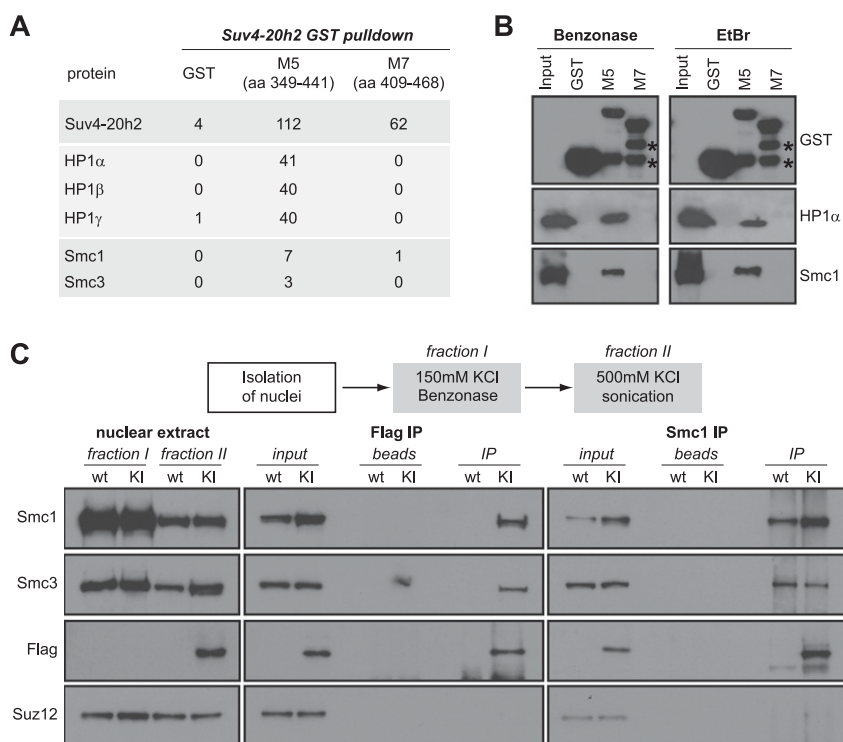 A
Suv4-20h2 GST pulldown
protein GST M5 (aa 349-441) M7 (aa 409-468)
Suv4-20h2 4 112 62
HP1α 0 41 0
HP1β 0 40 0
HP1γ 1 40 0
Smc1 0 7 1
Smc3 0 3 0
B
Benzonase EtBr
Input GST M5 M7 Input GST M5 M7
* *
GST
* *
HP1α
Smc1
C
Isolation of nuclei
fraction I
150mM KCl Benzonase
fraction II
500mM KCl sonication
nuclear extract Flag IP Smc1 IP
fraction I fraction II input beads IP input beads IP
wt KI wt KI wt KI wt KI wt KI wt KI wt KI wt KI
Smc1
Smc3
Flag
Suz12